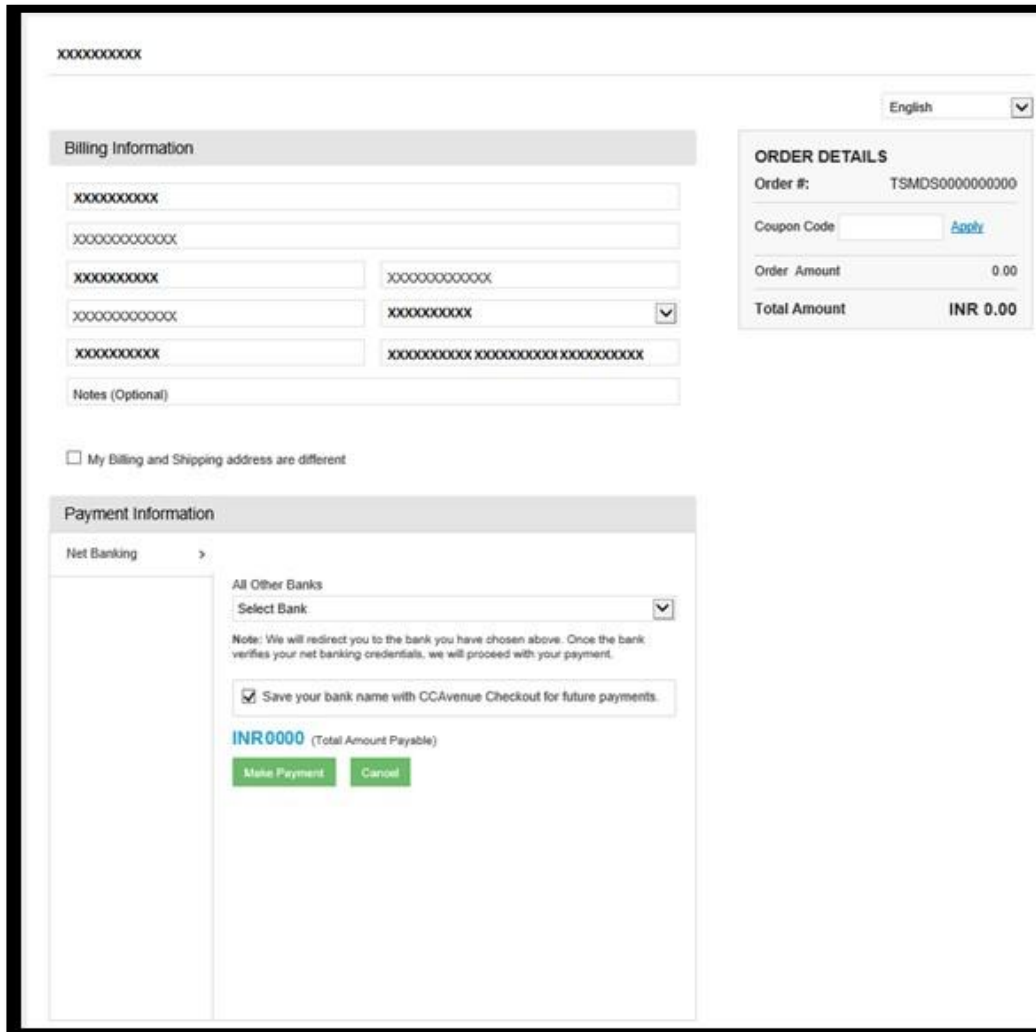 XXXXXXXXXX
English
Billing Information
XXXXXXXXXX
XXXXXXXXXXXX
XXXXXXXXXX XXXXXXXXXXXX
XXXXXXXXXXXX XXXXXXXXXX
XXXXXXXXXX XXXXXXXXXX XXXXXXXXXX XXXXXXXXXX
Notes (Optional)
My Billing and Shipping address are different
ORDER DETAILS
Order #: TSMDS0000000000
Coupon Code Apply
Order Amount 0.00
Total Amount INR 0.00
Payment Information
Net Banking >
All Other Banks
Select Bank
Note: We will redirect you to the bank you have chosen above. Once the bank
verifies your net banking credentials, we will proceed with your payment.
Save your bank name with CCAvenue Checkout for future payments.
INR0000 (Total Amount Payable)
Make Payment Cancel